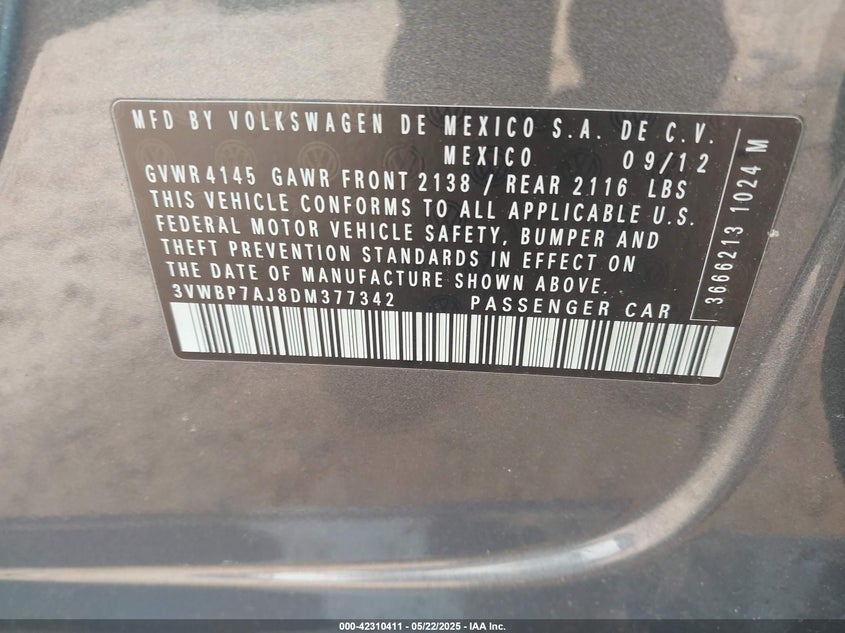 MFD BY VOLKSWAGEN DE MEXICO S.A. DE C.V.
MEXICO 09/12
GVWR 4145 GAWR FRONT 2138 / REAR 2116 LBS
THIS VEHICLE CONFORMS TO ALL APPLICABLE U.S.
FEDERAL MOTOR VEHICLE SAFETY, BUMPER AND
THEFT PREVENTION STANDARDS IN EFFECT ON
THE DATE OF MANUFACTURE SHOWN ABOVE.
3VWBP7AJ8DM377342 PASSENGER CAR
3666213 1024 M
000-42310411 - 05/22/2025 - IAA Inc.